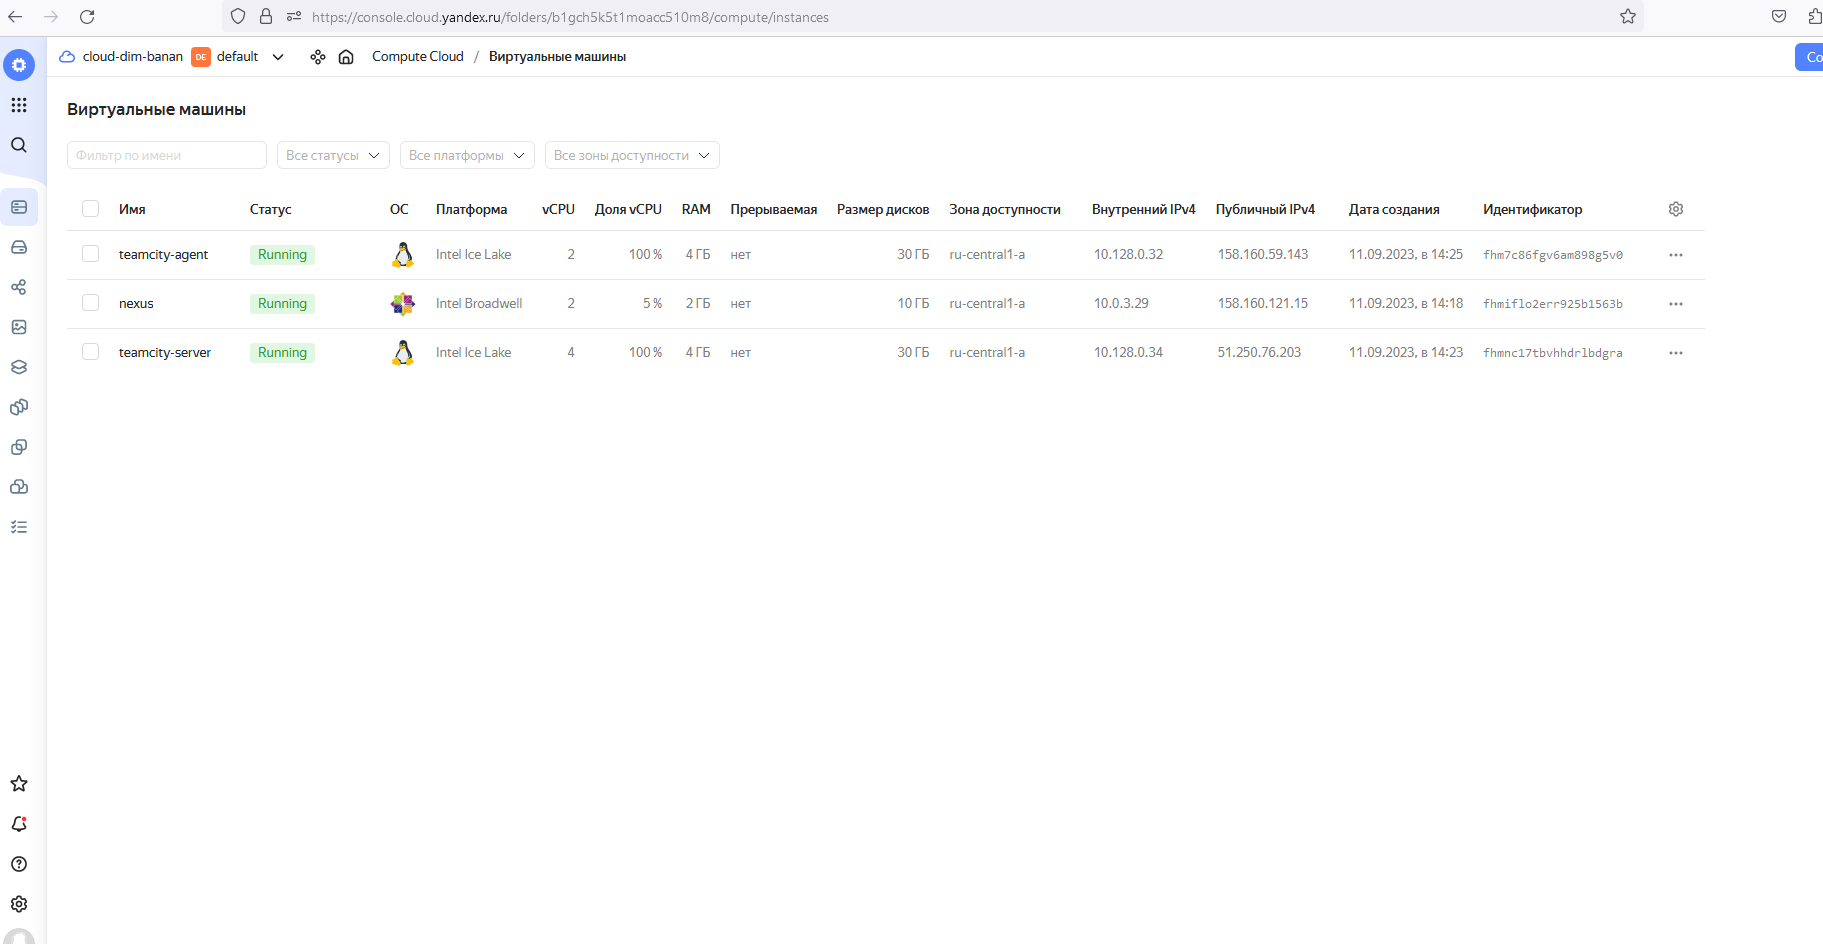 https://console.cloud.yandex.ru/folders/b1gch5k5t1moacc510m8/compute/instances
cloud-dim-banan DE default Compute Cloud / Виртуальные машины Со
Виртуальные машины
Фильтр по имени Все статусы Все платформы Все зоны доступности
Имя Статус ОС Платформа vCPU Доля vCPU RAM Прерываемая Размер дисков Зона доступности Внутренний IPv4 Публичный IPv4 Дата создания Идентификатор
teamcity-agent Running Intel Ice Lake 2 100 % 4 ГБ нет 30 ГБ ru-central1-a 10.128.0.32 158.160.59.143 11.09.2023, в 14:25 fhm7c86fgv6am898g5v0
nexus Running Intel Broadwell 2 5 % 2 ГБ нет 10 ГБ ru-central1-a 10.0.3.29 158.160.121.15 11.09.2023, в 14:18 fhmiflo2err925b1563b
teamcity-server Running Intel Ice Lake 4 100 % 4 ГБ нет 30 ГБ ru-central1-a 10.128.0.34 51.250.76.203 11.09.2023, в 14:23 fhmnc17tbvhhdrlbdgra